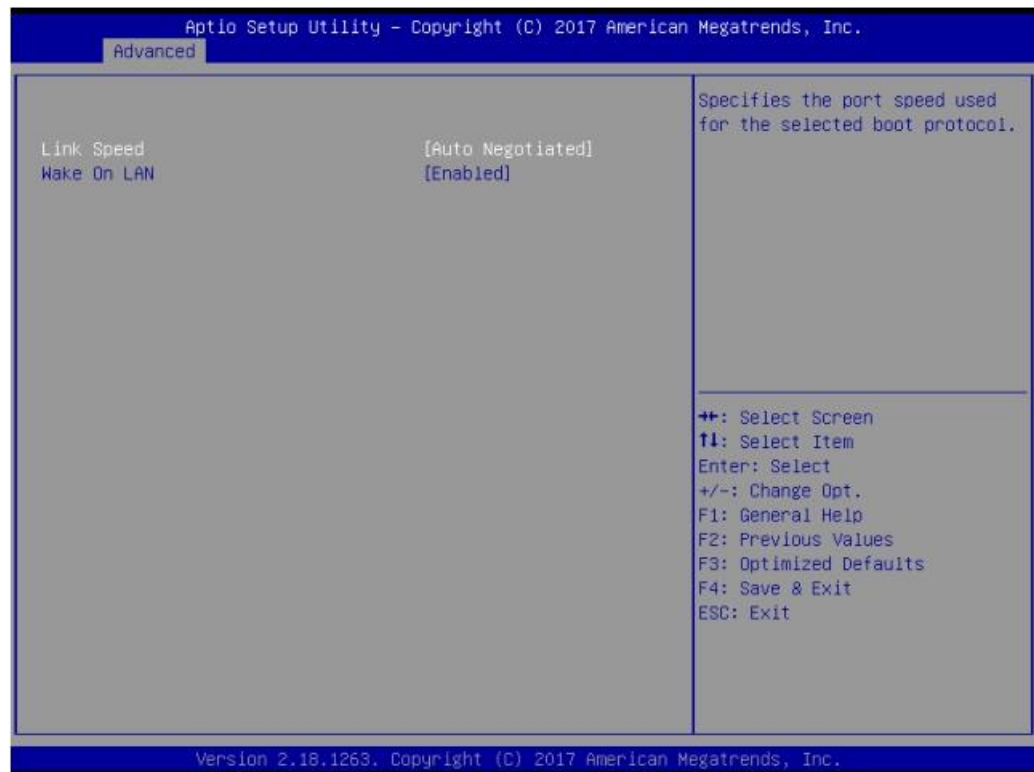 Aptio Setup Utility – Copyright (C) 2017 American Megatrends, Inc.
Advanced
Link Speed [Auto Negotiated]
Wake On LAN [Enabled]
Specifies the port speed used
for the selected boot protocol.
→←: Select Screen
↑↓: Select Item
Enter: Select
+/-: Change Opt.
F1: General Help
F2: Previous Values
F3: Optimized Defaults
F4: Save & Exit
ESC: Exit
Version 2.18.1263. Copyright (C) 2017 American Megatrends, Inc.